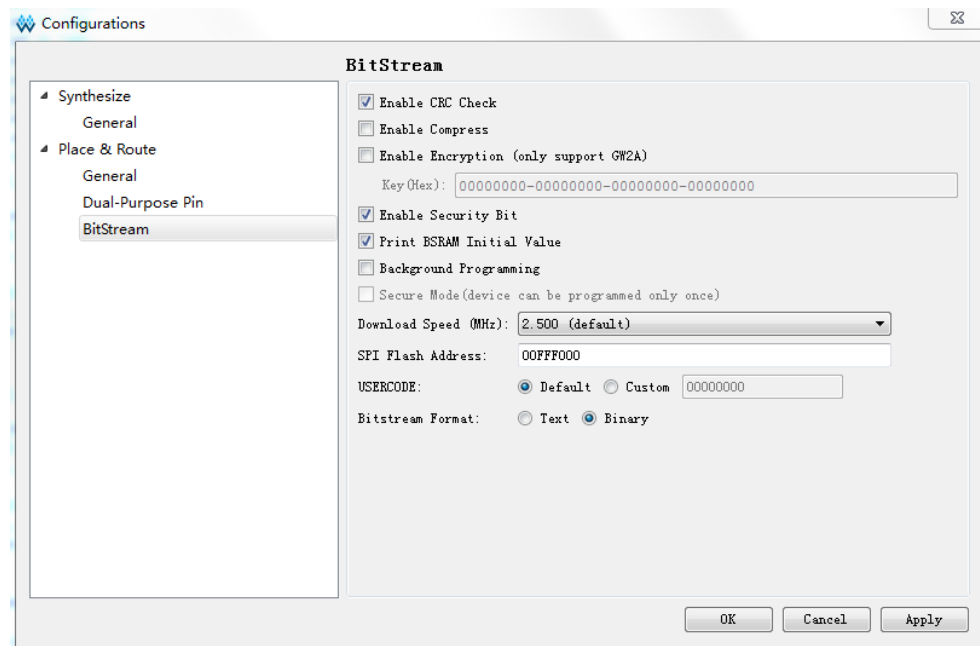 Configurations
BitStream
Synthesize
General
Place & Route
General
Dual-Purpose Pin
BitStream
Enable CRC Check
Enable Compress
Enable Encryption (only support GW2A)
Key(Hex): 00000000-00000000-00000000-00000000
Enable Security Bit
Print BSRAM Initial Value
Background Programming
Secure Mode(device can be programmed only once)
Download Speed (MHz): 2.500 (default)
SPI Flash Address: 00FFF000
USERCODE: Default Custom 00000000
Bitstream Format: Text Binary
OK Cancel Apply